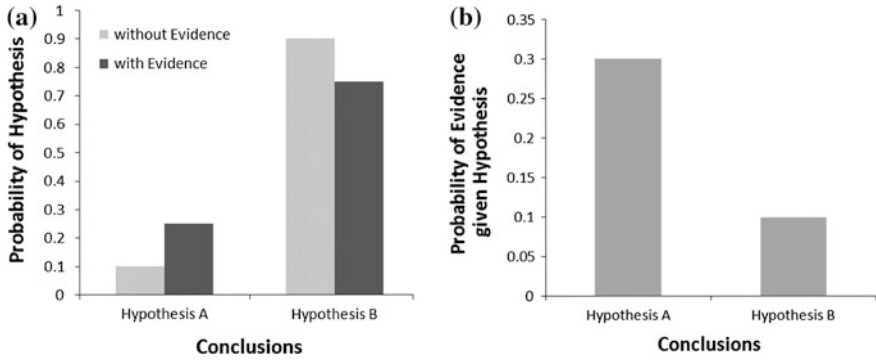 (a)
Probability of Hypothesis
1
0.9
0.8
0.7
0.6
0.5
0.4
0.3
0.2
0.1
0
without Evidence
with Evidence
Hypothesis A
Hypothesis B
Conclusions
(b)
Probability of Evidence
given Hypothesis
0.35
0.3
0.25
0.2
0.15
0.1
0.05
0
Hypothesis A
Hypothesis B
Conclusions